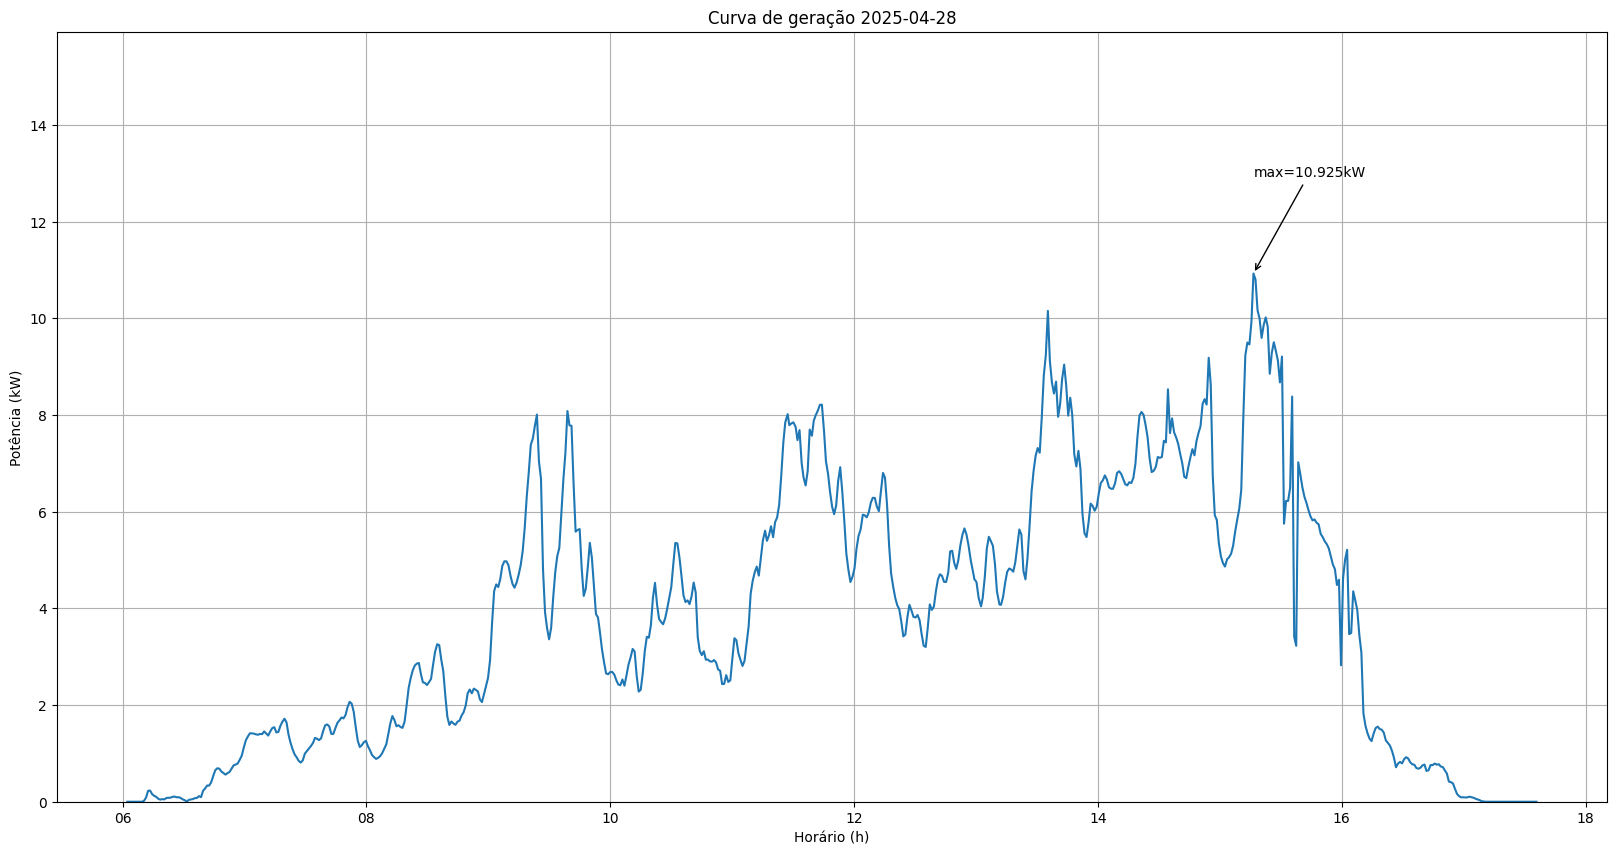 Curva de geração 2025-04-28
14
12
10
8
6
4
2
0
Potência (kW)
max=10.925kW
06 08 10 12 14 16 18
Horário (h)